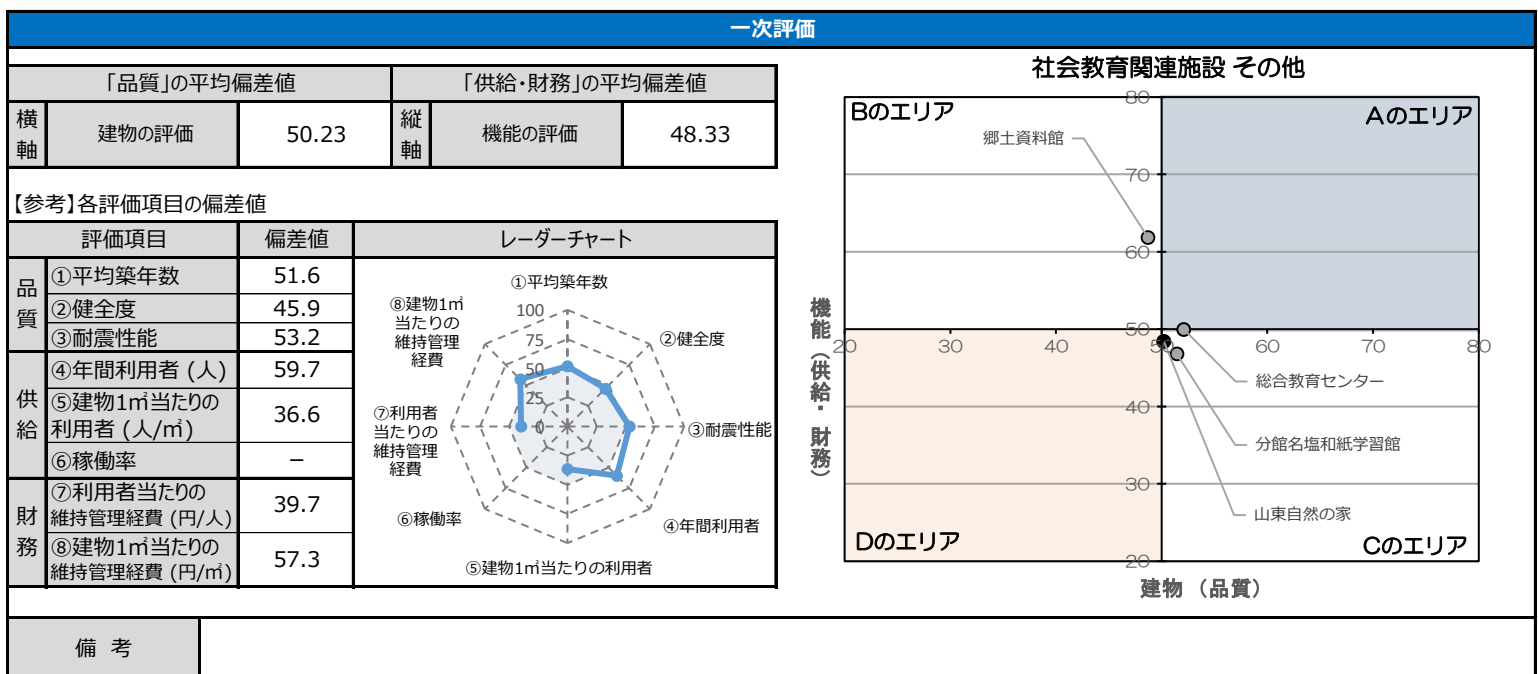 一次評価
「品質」の平均偏差値
「供給・財務」の平均偏差値
横軸
建物の評価
50.23
縦軸
機能の評価
48.33
【参考】各評価項目の偏差値
評価項目
偏差値
レーダーチャート
品質
①平均築年数
51.6
②健全度
45.9
③耐震性能
53.2
供給
④年間利用者 (人)
59.7
⑤建物1㎡当たりの
利用者 (人/㎡)
36.6
⑥稼働率
－
財務
⑦利用者当たりの
維持管理経費 (円/人)
39.7
⑧建物1㎡当たりの
維持管理経費 (円/㎡)
57.3
①平均築年数
②健全度
③耐震性能
④年間利用者
⑤建物1㎡当たりの利用者
⑥稼働率
⑦利用者
当たりの
維持管理
経費
⑧建物1㎡
当たりの
維持管理
経費
100
75
50
25
0
社会教育関連施設 その他
Bのエリア
Aのエリア
Dのエリア
Cのエリア
80
70
60
50
40
30
20
20
30
40
50
60
70
80
郷土資料館
総合教育センター
分館名塩和紙学習館
山東自然の家
機能（供給・財務）
建物 （品質）
備 考